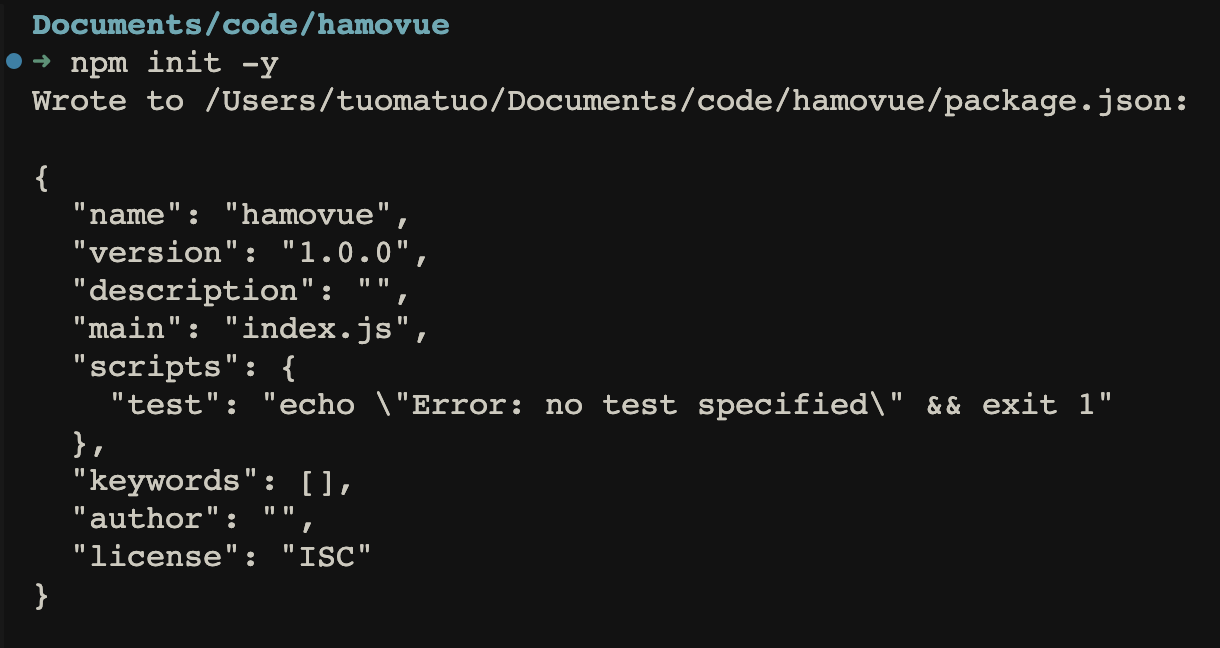 Documents/code/hamovue
➜ npm init -y
Wrote to /Users/tuomatuo/Documents/code/hamovue/package.json:

{
  "name": "hamovue",
  "version": "1.0.0",
  "description": "",
  "main": "index.js",
  "scripts": {
    "test": "echo \"Error: no test specified\" && exit 1"
  },
  "keywords": [],
  "author": "",
  "license": "ISC"
}